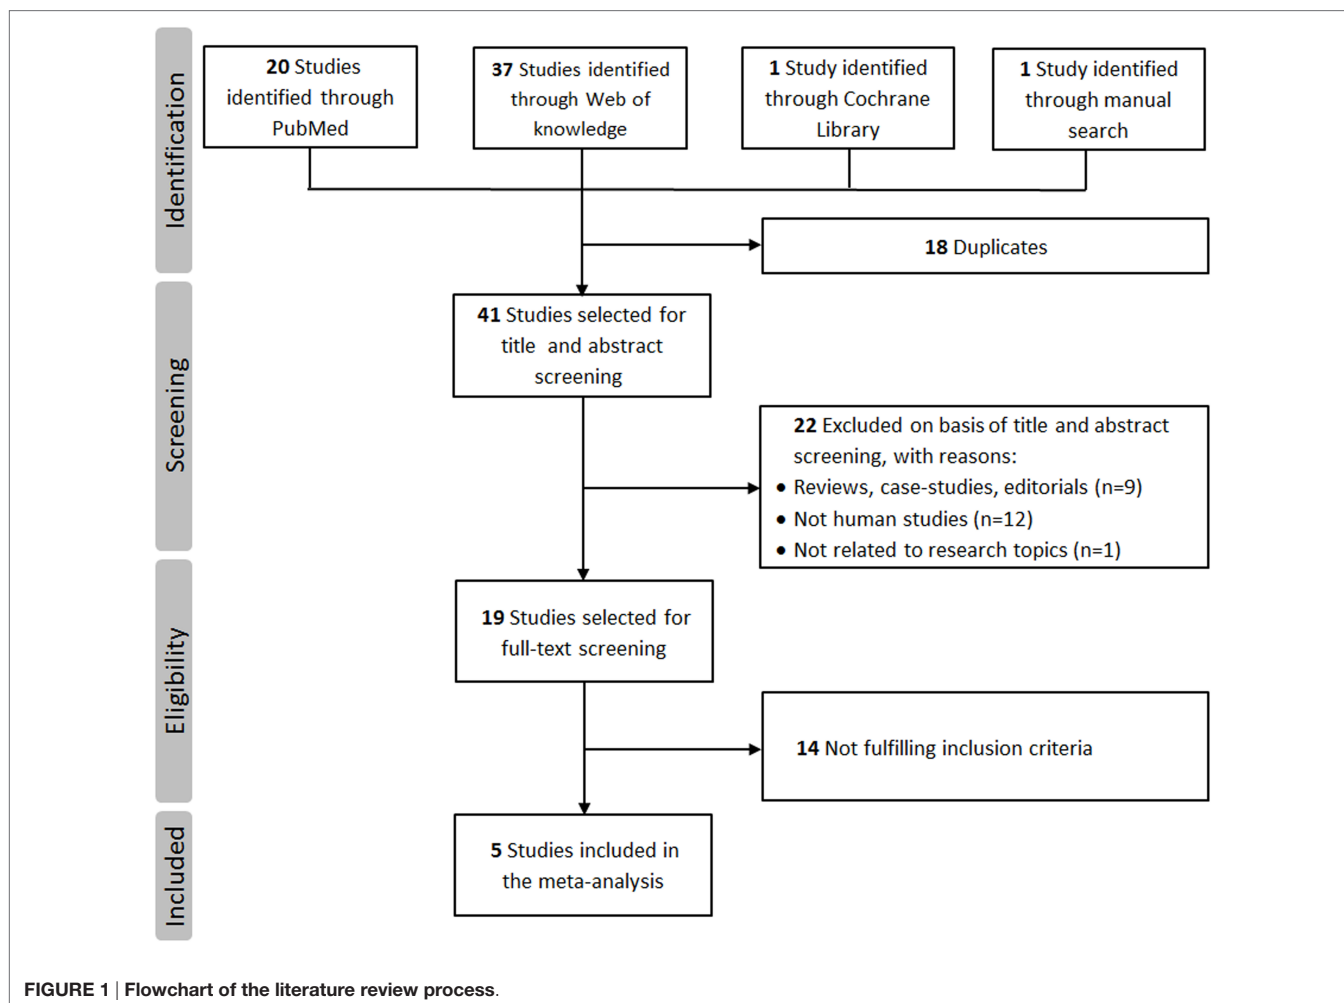 Identification
20 Studies
identified through
PubMed
37 Studies identified
through Web of
knowledge
1 Study identified
through Cochrane
Library
1 Study identified
through manual
search
18 Duplicates
Screening
41 Studies selected for
title and abstract
screening
22 Excluded on basis of title and abstract
screening, with reasons:
• Reviews, case-studies, editorials (n=9)
• Not human studies (n=12)
• Not related to research topics (n=1)
Eligibility
19 Studies selected for
full-text screening
14 Not fulfilling inclusion criteria
Included
5 Studies included in
the meta-analysis
FIGURE 1 | Flowchart of the literature review process.